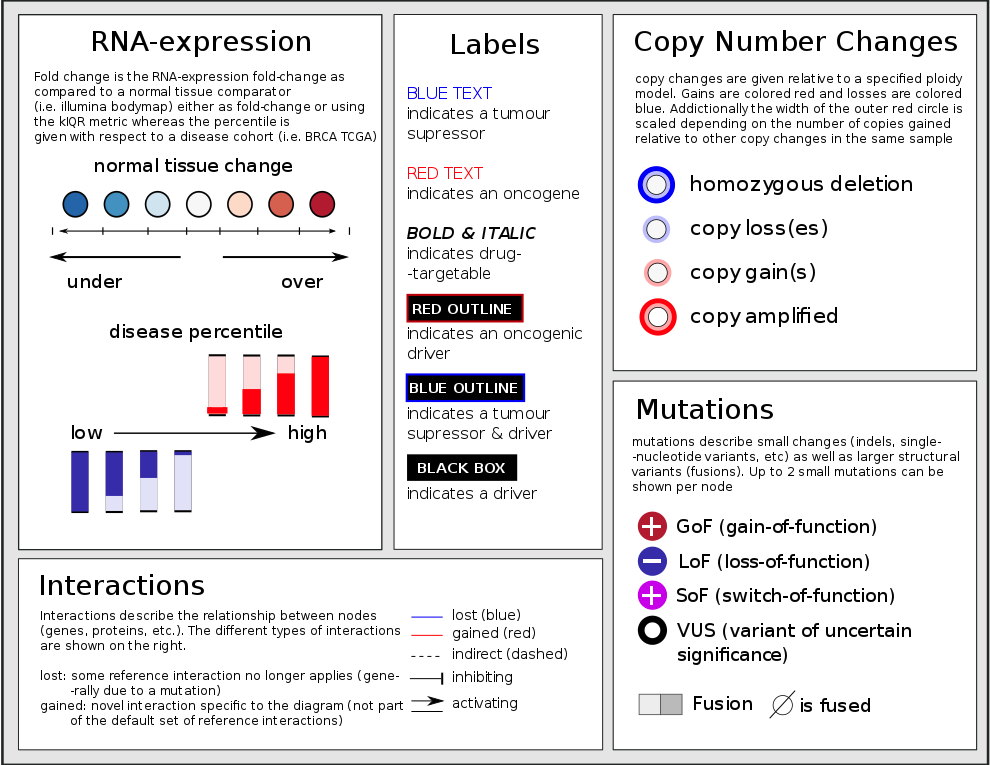 RNA-expression
Fold change is the RNA-expression fold-change as
compared to a normal tissue comparator
(i.e. illumina bodymap) either as fold-change or using
the kIQR metric whereas the percentile is
given with respect to a disease cohort (i.e. BRCA TCGA)
normal tissue change
under
over
disease percentile
low
high
Labels
BLUE TEXT
indicates a tumour
supressor
RED TEXT
indicates an oncogene
BOLD & ITALIC
indicates drug-
-targetable
RED OUTLINE
indicates an oncogenic
driver
BLUE OUTLINE
indicates a tumour
supressor & driver
BLACK BOX
indicates a driver
Copy Number Changes
copy changes are given relative to a specified ploidy
model. Gains are colored red and losses are colored
blue. Addictionally the width of the outer red circle is
scaled depending on the number of copies gained
relative to other copy changes in the same sample
homozygous deletion
copy loss(es)
copy gain(s)
copy amplified
Mutations
mutations describe small changes (indels, single-
-nucleotide variants, etc) as well as larger structural
variants (fusions). Up to 2 small mutations can be
shown per node
GoF (gain-of-function)
LoF (loss-of-function)
SoF (switch-of-function)
VUS (variant of uncertain
significance)
Fusion
is fused
Interactions
Interactions describe the relationship between nodes
(genes, proteins, etc.). The different types of interactions
are shown on the right.
lost: some reference interaction no longer applies (gene-
-rally due to a mutation)
gained: novel interaction specific to the diagram (not part
of the default set of reference interactions)
lost (blue)
gained (red)
indirect (dashed)
inhibiting
activating